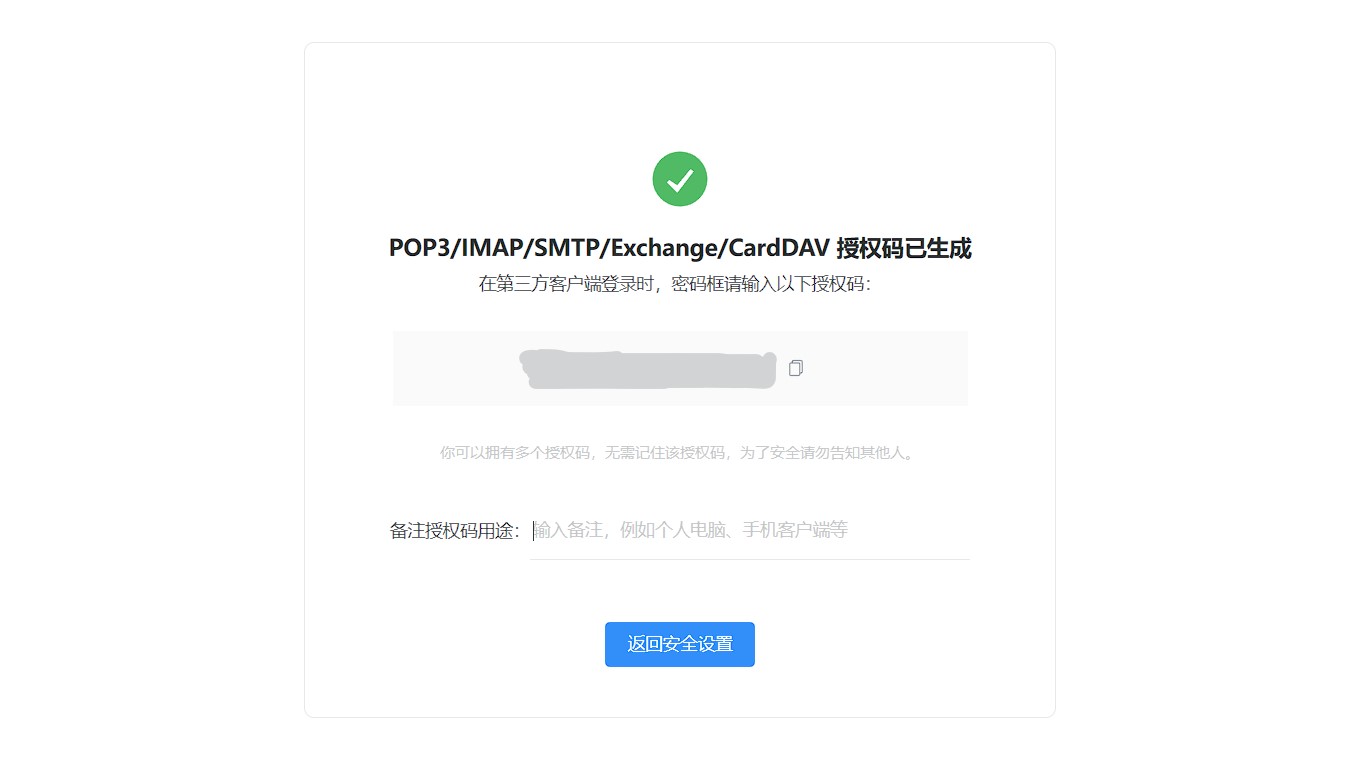 POP3/IMAP/SMTP/Exchange/CardDAV 授权码已生成
在第三方客户端登录时，密码框请输入以下授权码：
你可以拥有多个授权码，无需记住该授权码，为了安全请勿告知其他人。
备注授权码用途： 输入备注，例如个人电脑、手机客户端等
返回安全设置